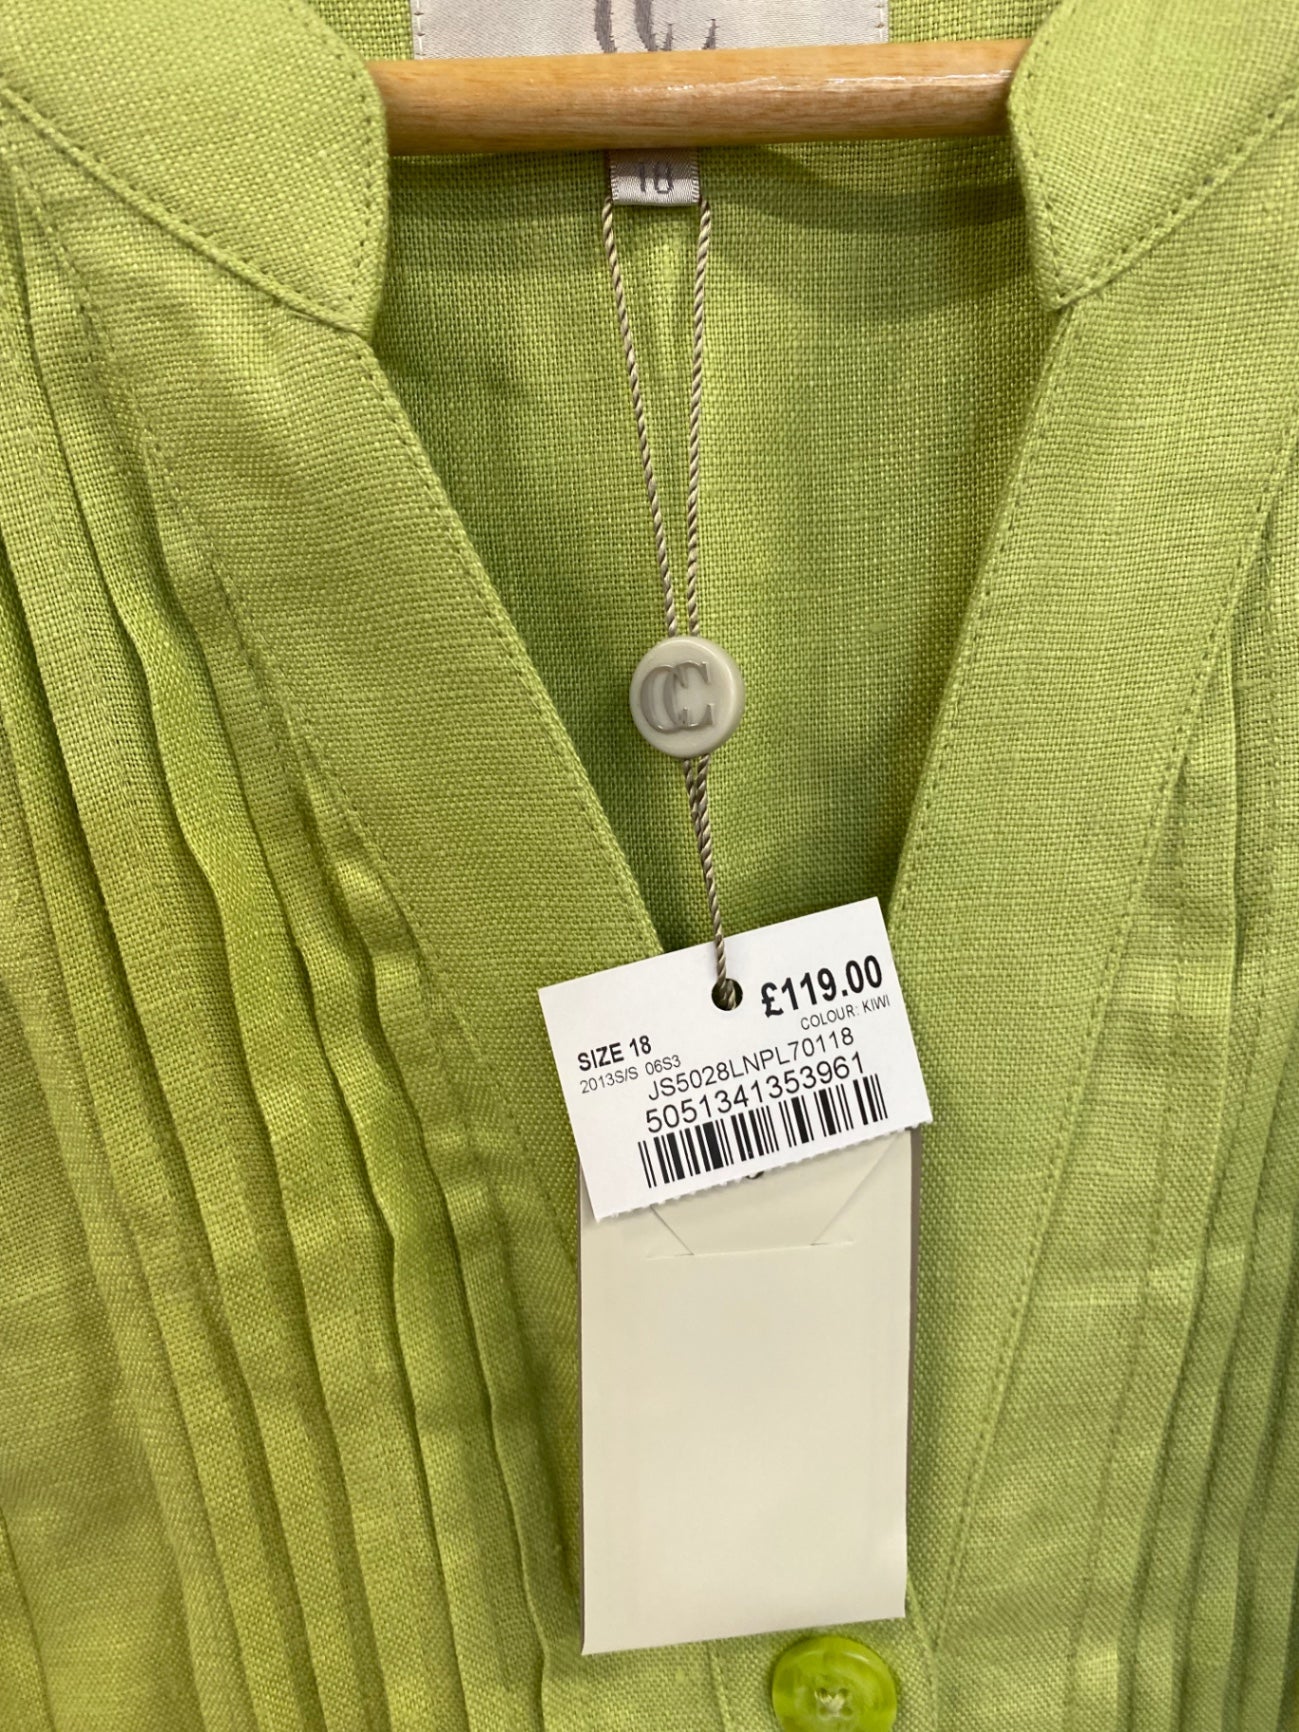 CC
18
CC
£119.00
COLOUR: KIWI
SIZE 18
2013S/S 06S3
JS5028LNPL70118
5051341353961